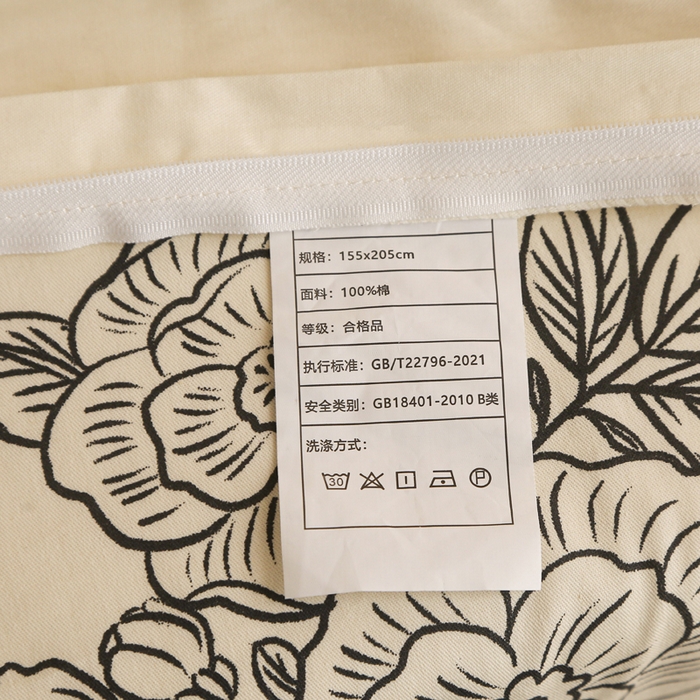 规格：155x205cm
面料：100%棉
等级：合格品
执行标准：GB/T22796-2021
安全类别：GB18401-2010 B类
洗涤方式：
30
P